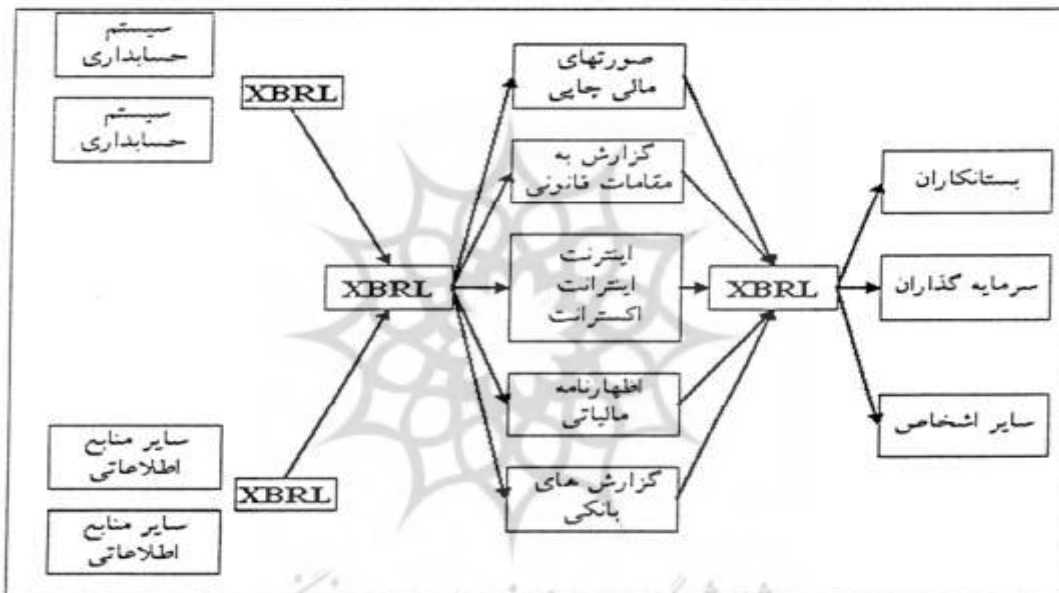 سیستم
حسابداری
سیستم
حسابداری
XBRL
سایر منابع
اطلاعاتی
سایر منابع
اطلاعاتی
XBRL
XBRL
صورتهای
مالی چاپی
گزارش به
مقامات قانونی
اینترنت
اینترانت
اکسترانت
اظهارنامه
مالیاتی
گزارش های
بانکی
XBRL
بستانکاران
سرمایه گذاران
سایر اشخاص